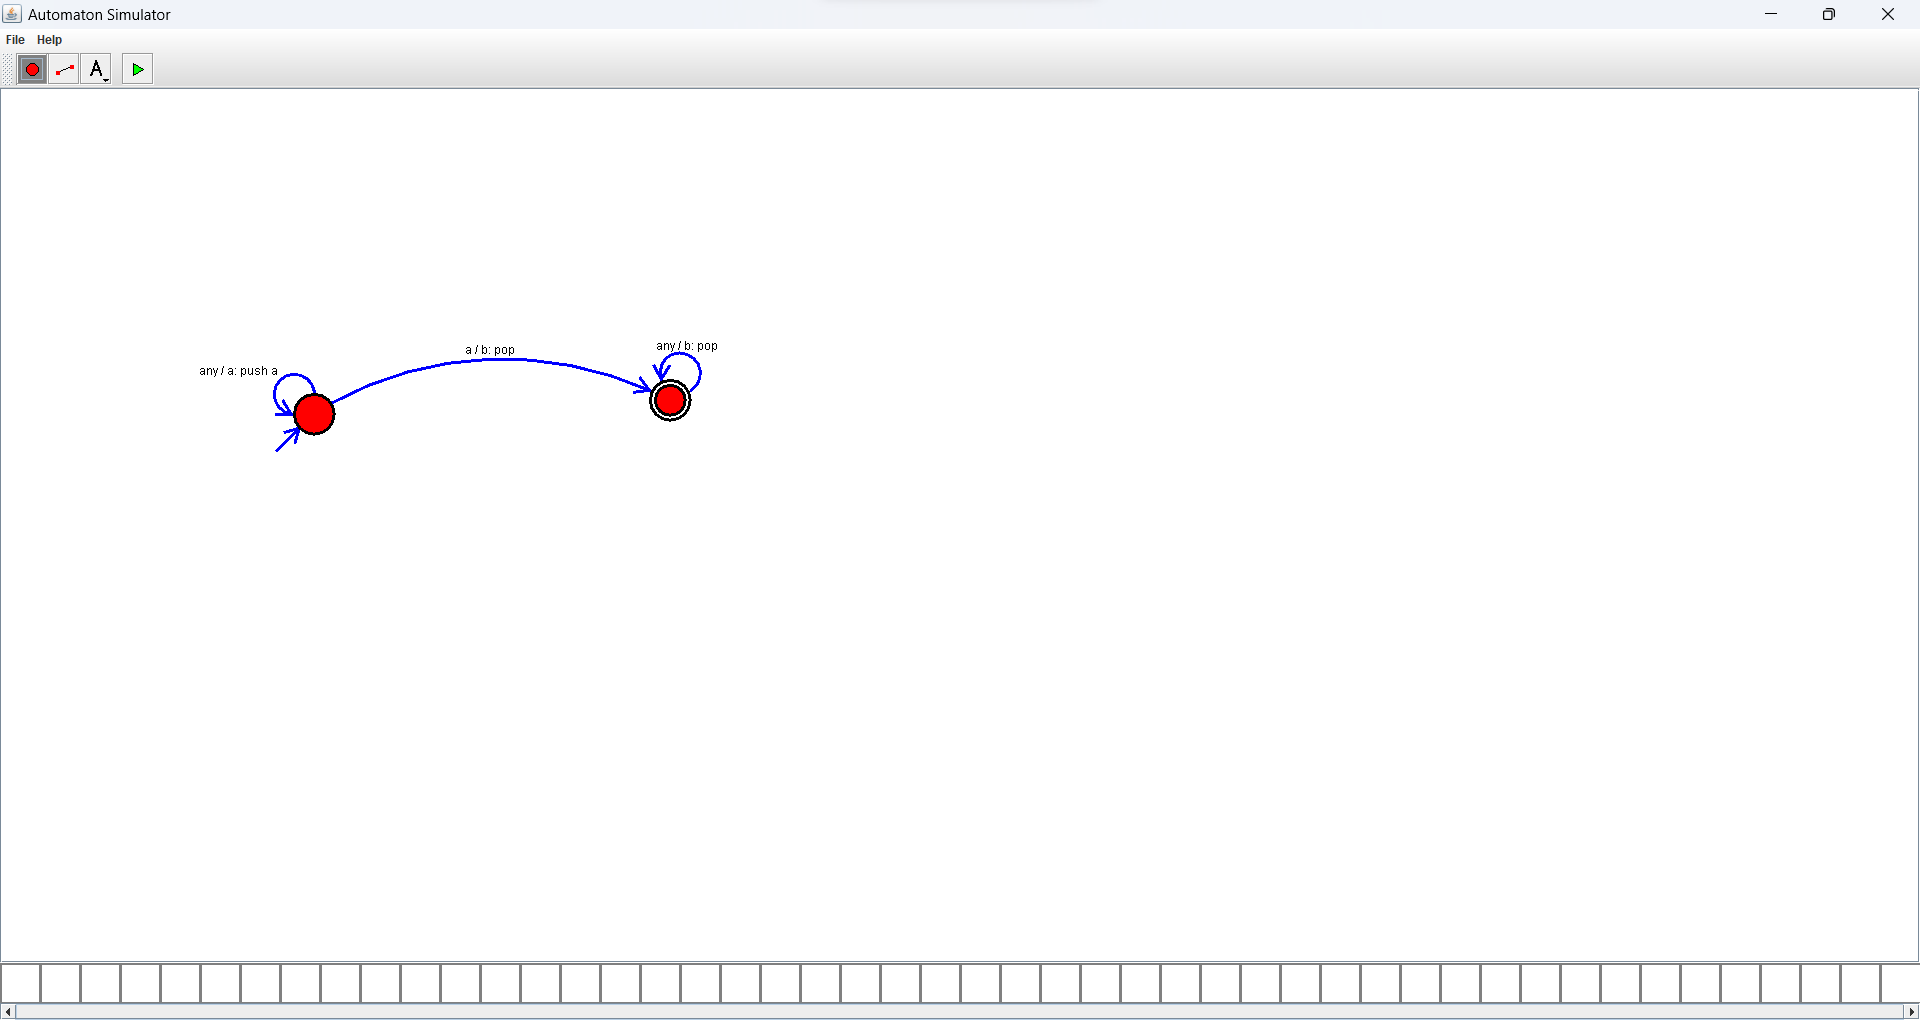 Automaton Simulator
File Help
A
any / b: pop
a / b: pop
any / a: push a